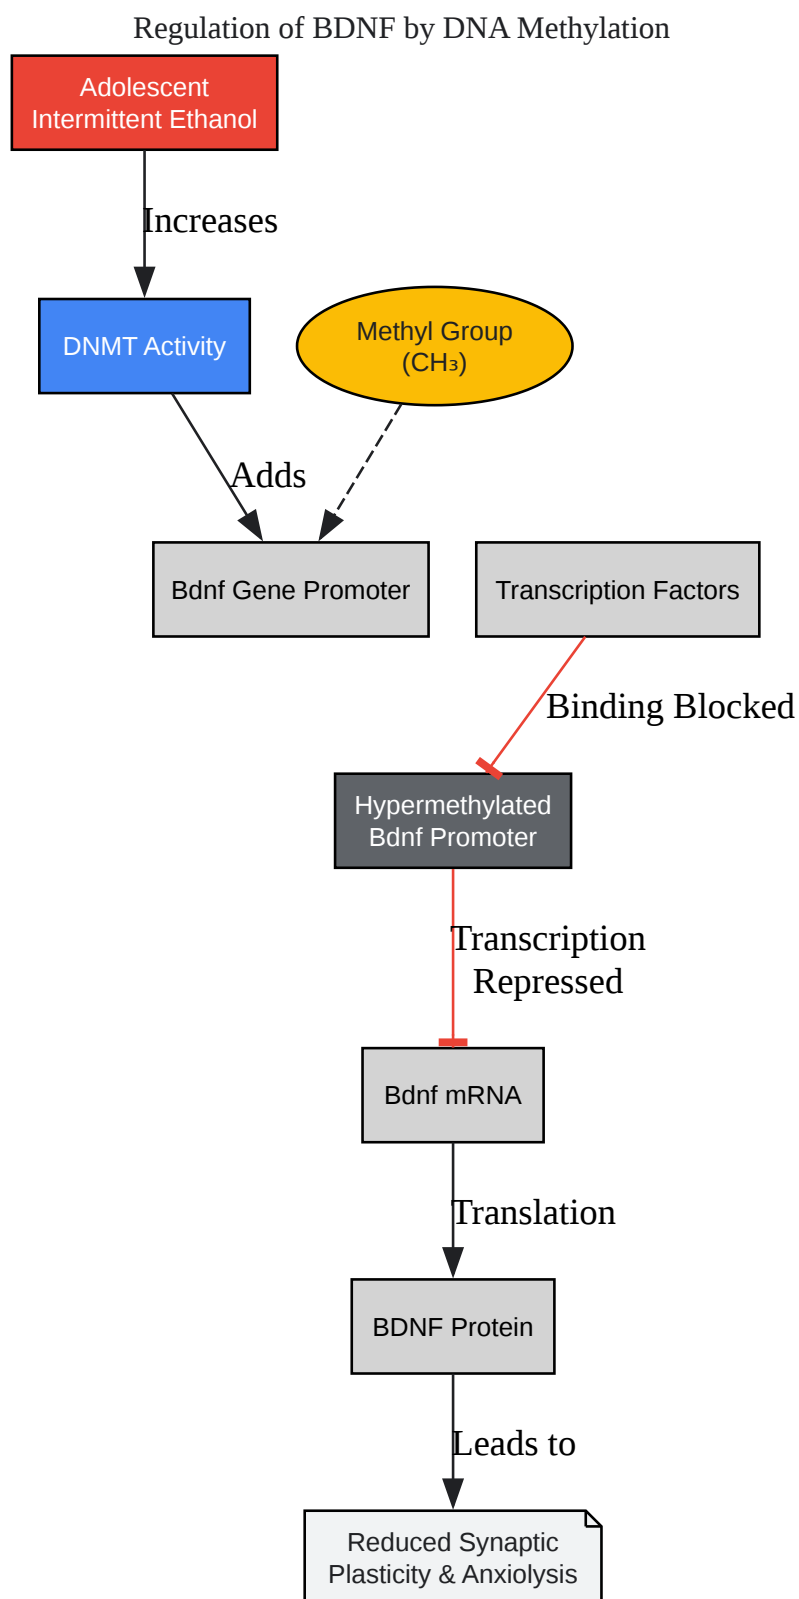 Regulation of BDNF by DNA Methylation
Adolescent
Intermittent Ethanol
Increases
DNMT Activity
Methyl Group
(CH₃)
Adds
Bdnf Gene Promoter
Transcription Factors
Binding Blocked
Hypermethylated
Bdnf Promoter
Transcription
Repressed
Bdnf mRNA
Translation
BDNF Protein
Leads to
Reduced Synaptic
Plasticity & Anxiolysis